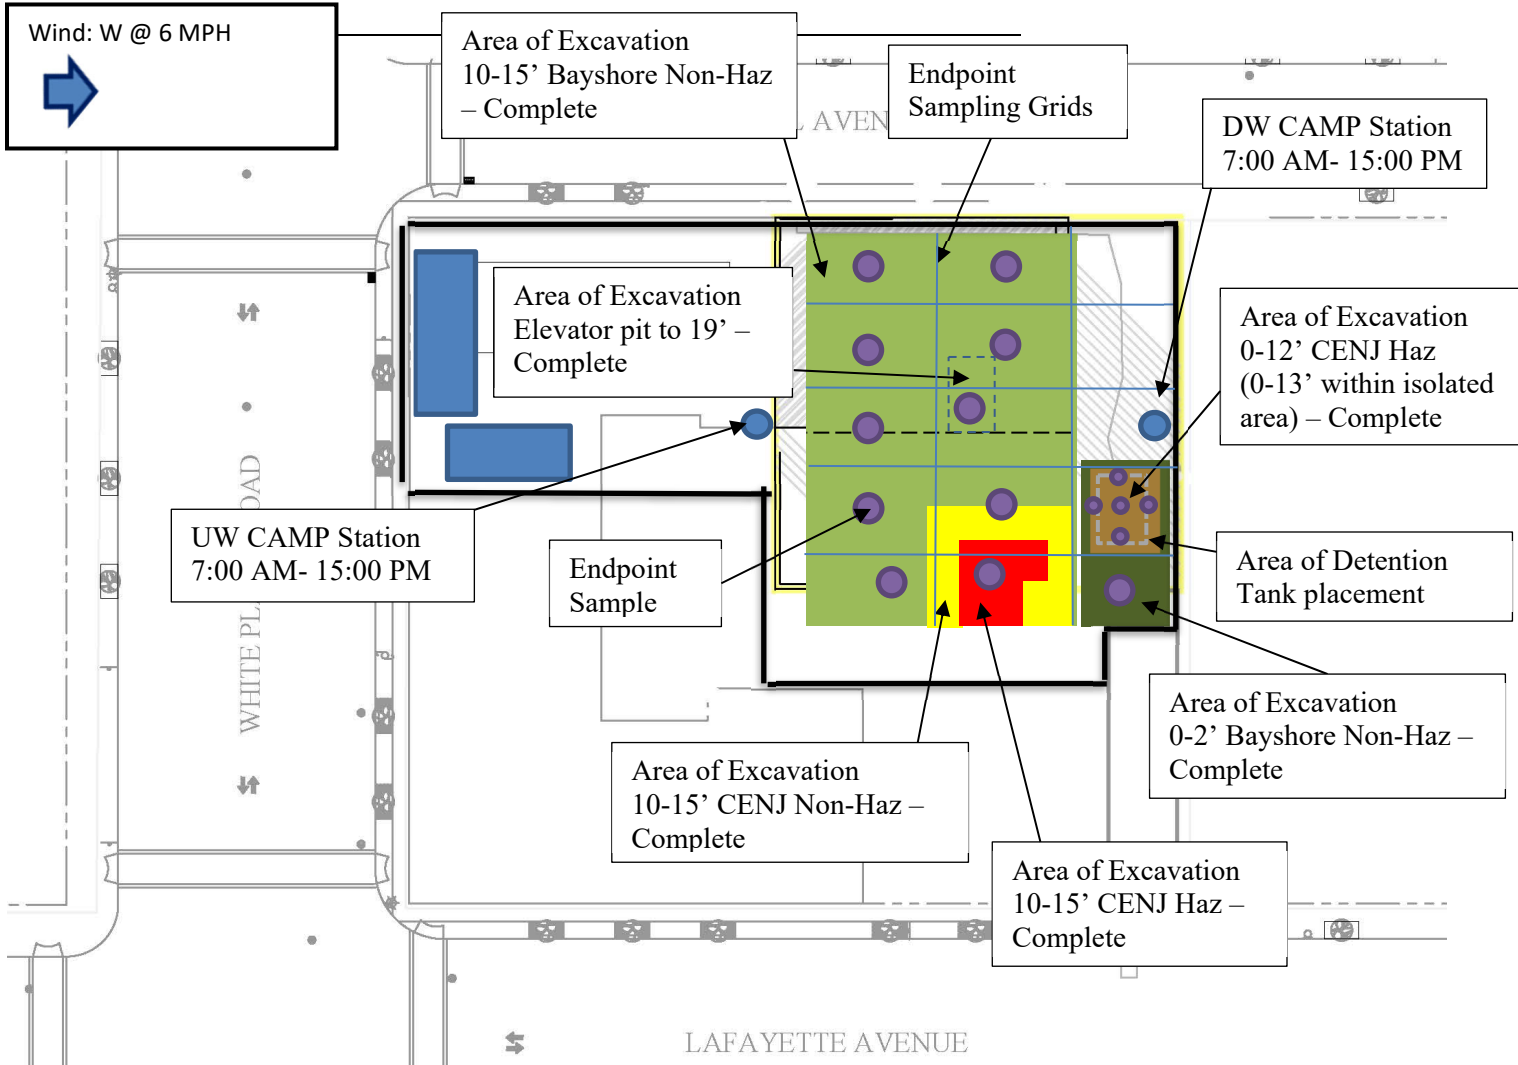 Wind: W @ 6 MPH
Area of Excavation
10-15’ Bayshore Non-Haz
– Complete
Endpoint
Sampling Grids
DW CAMP Station
7:00 AM- 15:00 PM
Area of Excavation
Elevator pit to 19’ –
Complete
Area of Excavation
0-12’ CENJ Haz
(0-13’ within isolated
area) – Complete
UW CAMP Station
7:00 AM- 15:00 PM
Endpoint
Sample
Area of Detention
Tank placement
WHITE
Area of Excavation
0-2’ Bayshore Non-Haz –
Complete
Area of Excavation
10-15’ CENJ Non-Haz –
Complete
Area of Excavation
10-15’ CENJ Haz –
Complete
LAFAYETTE AVENUE